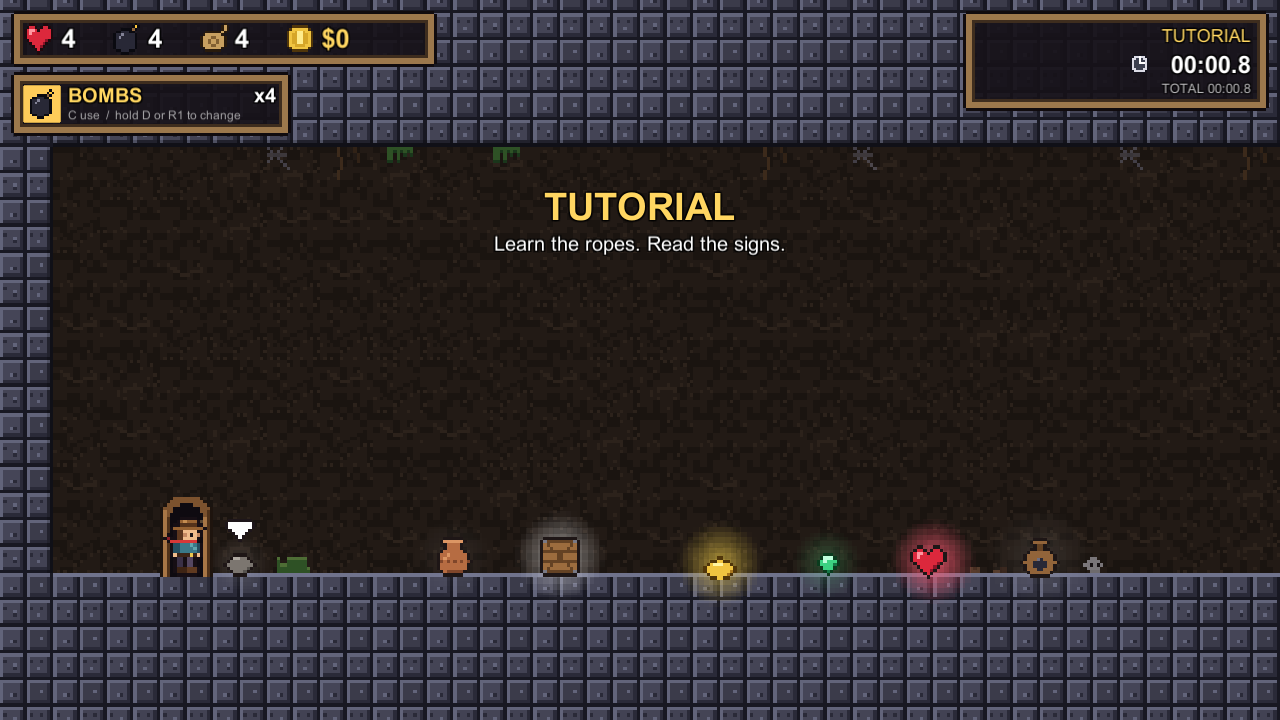 4 4 4 $0
BOMBS x4
C use / hold D or R1 to change
TUTORIAL
00:00.8
TOTAL 00:00.8
TUTORIAL
Learn the ropes. Read the signs.